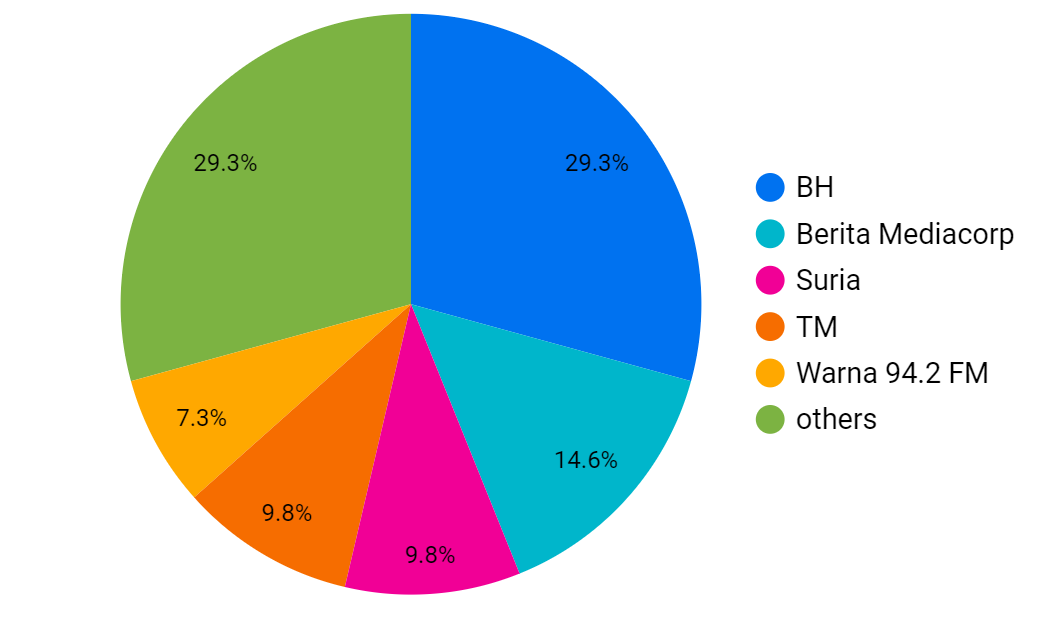 29.3%
29.3%
7.3%
14.6%
9.8%
9.8%
BH
Berita Mediacorp
Suria
TM
Warna 94.2 FM
others